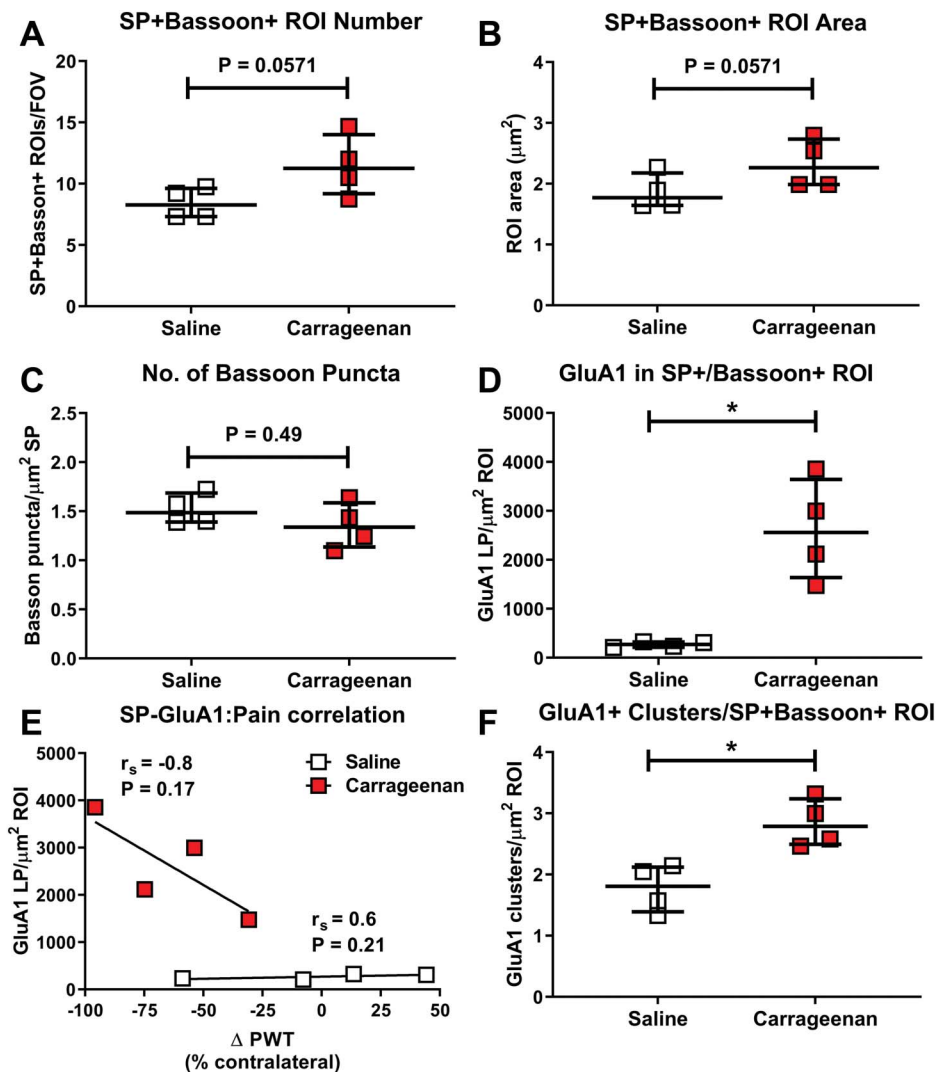 A
SP+Bassoon+ ROI Number
SP+Basson+ ROIs/FOV
20
15
10
5
0
P = 0.0571
Saline
Carrageenan
B
SP+Bassoon+ ROI Area
ROI area (μm²)
4
3
2
1
0
P = 0.0571
Saline
Carrageenan
C
No. of Bassoon Puncta
Basson puncta/μm² SP
2.5
2.0
1.5
1.0
0.5
0.0
P = 0.49
Saline
Carrageenan
D
GluA1 in SP+/Bassoon+ ROI
GluA1 LP/μm² ROI
5000
4000
3000
2000
1000
0
*
Saline
Carrageenan
E
SP-GluA1:Pain correlation
GluA1 LP/μm² ROI
5000
4000
3000
2000
1000
0
rs = -0.8
P = 0.17
Saline
Carrageenan
rs = 0.6
P = 0.21
-100 -75 -50 -25 0 25 50
Δ PWT
(% contralateral)
F
GluA1+ Clusters/SP+Bassoon+ ROI
GluA1 clusters/μm² ROI
4
3
2
1
0
*
Saline
Carrageenan